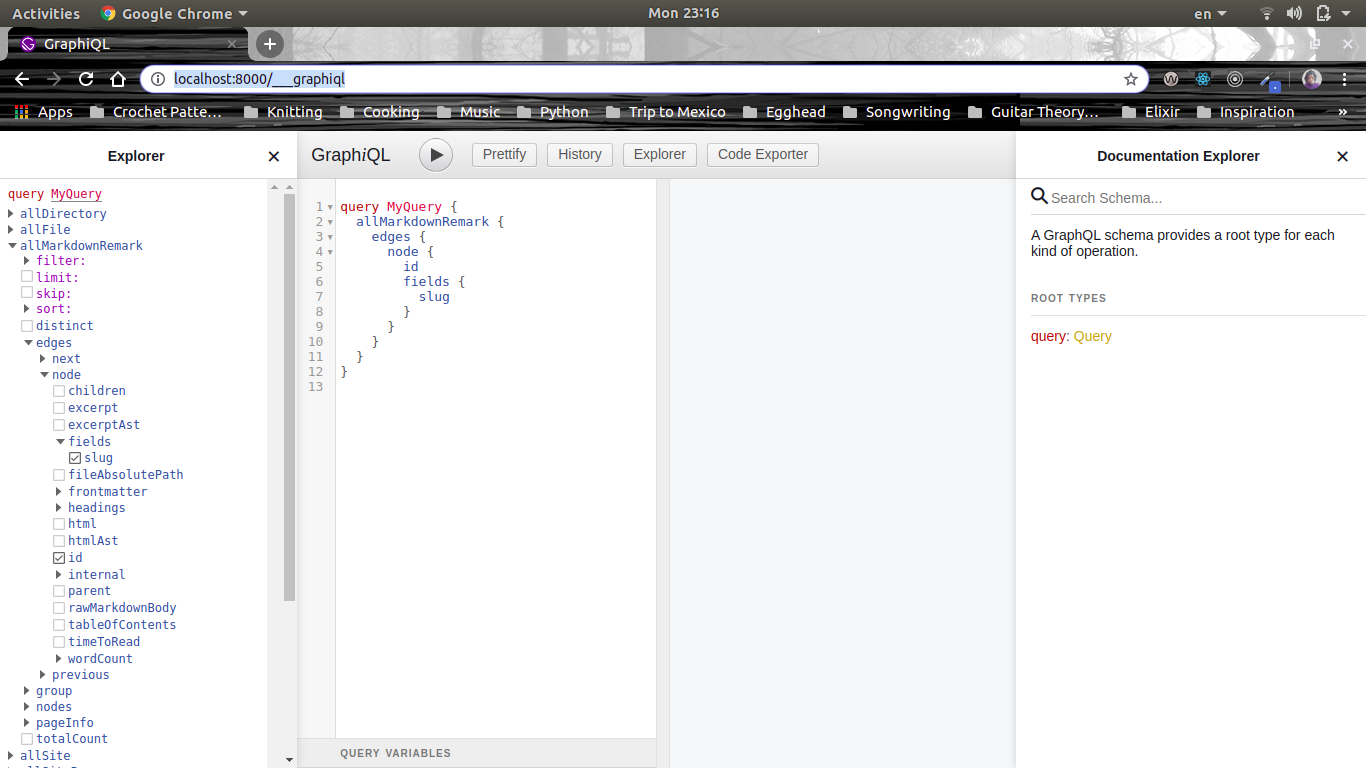 Activities Google Chrome Mon 23:16 en
GraphiQL
localhost:8000/___graphiql
Apps Crochet Patte... Knitting Cooking Music Python Trip to Mexico Egghead Songwriting Guitar Theory... Elixir Inspiration »
Explorer
query MyQuery
allDirectory
allFile
allMarkdownRemark
filter:
limit:
skip:
sort:
distinct
edges
next
node
children
excerpt
excerptAst
fields
slug
fileAbsolutePath
frontmatter
headings
html
htmlAst
id
internal
parent
rawMarkdownBody
tableOfContents
timeToRead
wordCount
previous
group
nodes
pageInfo
totalCount
allSite
GraphiQL Prettify History Explorer Code Exporter
1 query MyQuery {
2 allMarkdownRemark {
3 edges {
4 node {
5 id
6 fields {
7 slug
8 }
9 }
10 }
11 }
12 }
13
QUERY VARIABLES
Documentation Explorer
Search Schema...
A GraphQL schema provides a root type for each
kind of operation.
ROOT TYPES
query: Query